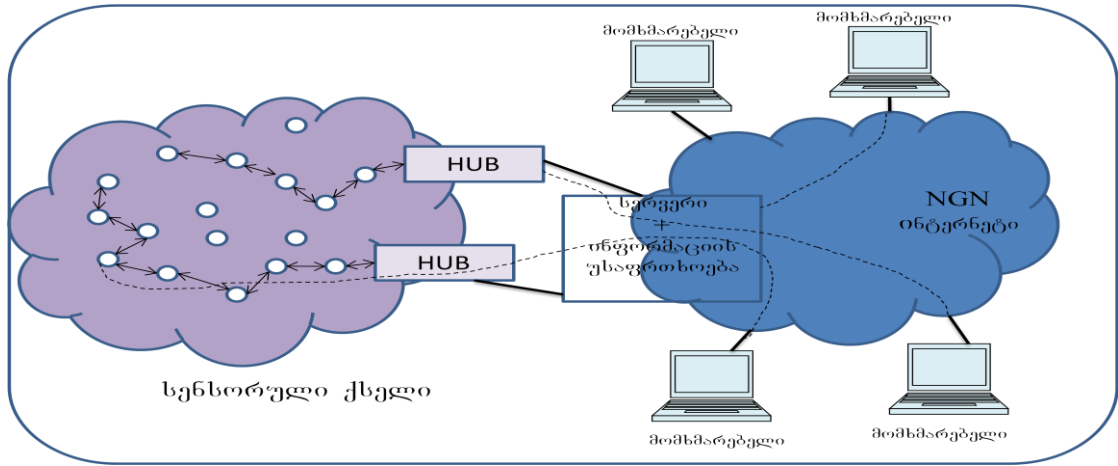 მომხმარებელი
მომხმარებელი
HUB
სერვერი
+
ინფორმაციის
უსაფრთხოება
NGN
ინტერნეტი
HUB
სენსორული ქსელი
მომხმარებელი
მომხმარებელი